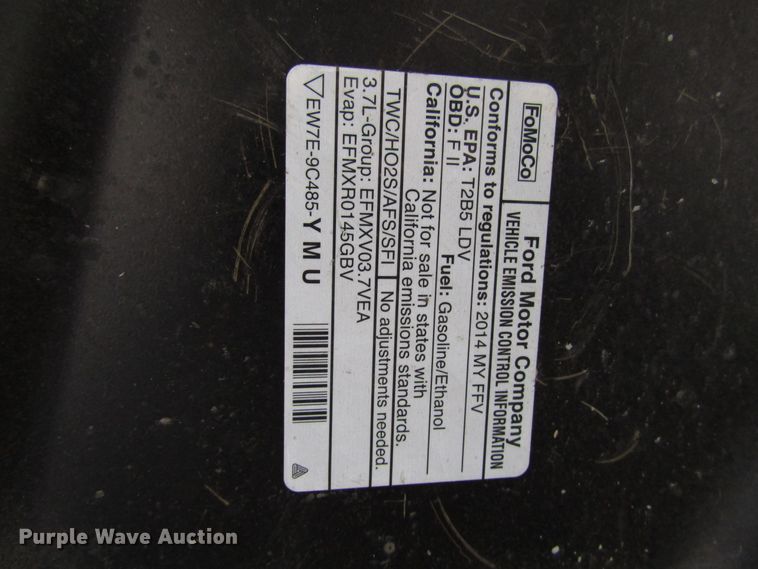 FoMoCo
Ford Motor Company
VEHICLE EMISSION CONTROL INFORMATION
Conforms to regulations: 2014 MY FFV
U.S. EPA: T2B5 LDV
OBD: F II Fuel: Gasoline/Ethanol
California: Not for sale in states with
California emissions standards.
TWC/HO2S/AFS/SFI No adjustments needed.
3.7L-Group: EFMXV03.7VEA
Evap: EFMXR0145GBV
EW7E-9C485-Y M U
Purple Wave Auction